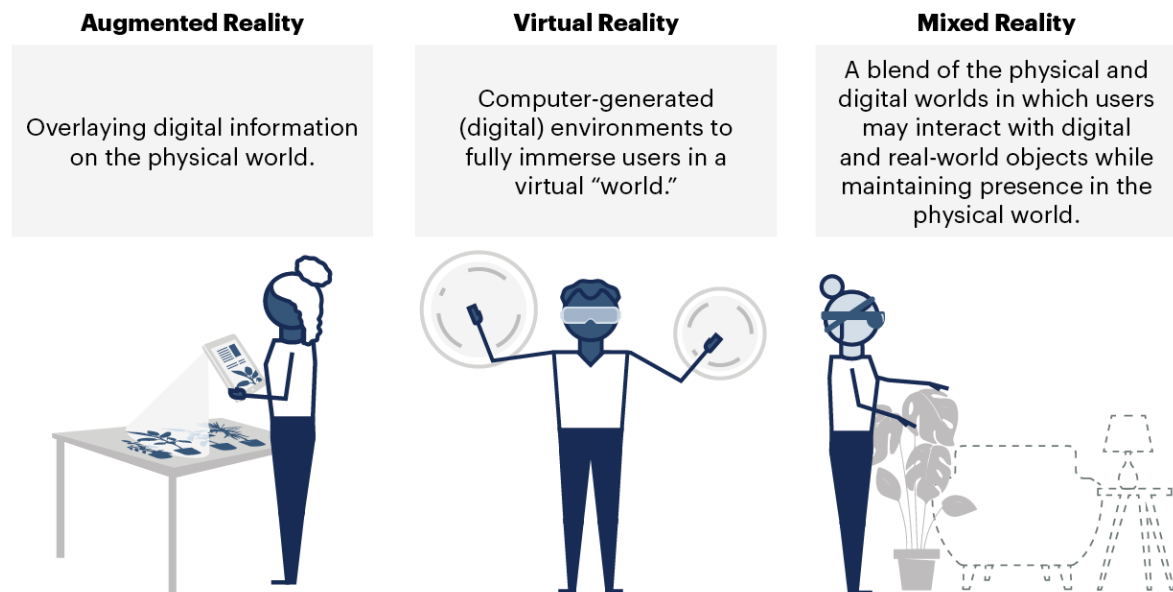 Augmented Reality
Overlaying digital information
on the physical world.
Virtual Reality
Computer-generated
(digital) environments to
fully immerse users in a
virtual “world.”
Mixed Reality
A blend of the physical and
digital worlds in which users
may interact with digital
and real-world objects while
maintaining presence in the
physical world.